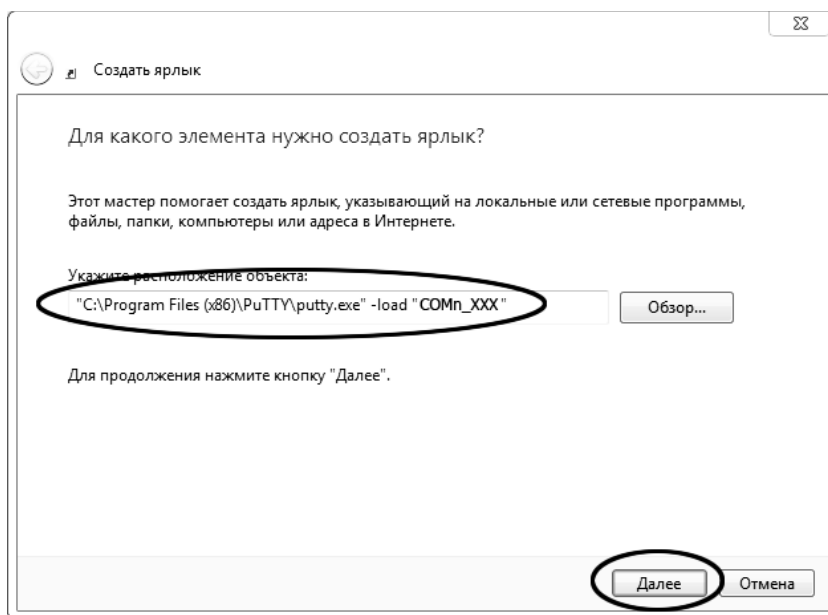 Создать ярлык
Для какого элемента нужно создать ярлык?
Этот мастер помогает создать ярлык, указывающий на локальные или сетевые программы,
файлы, папки, компьютеры или адреса в Интернете.
Укажите расположение объекта:
"C:\Program Files (x86)\PuTTY\putty.exe" -load "COMn_XXX"
Обзор...
Для продолжения нажмите кнопку "Далее".
Далее
Отмена